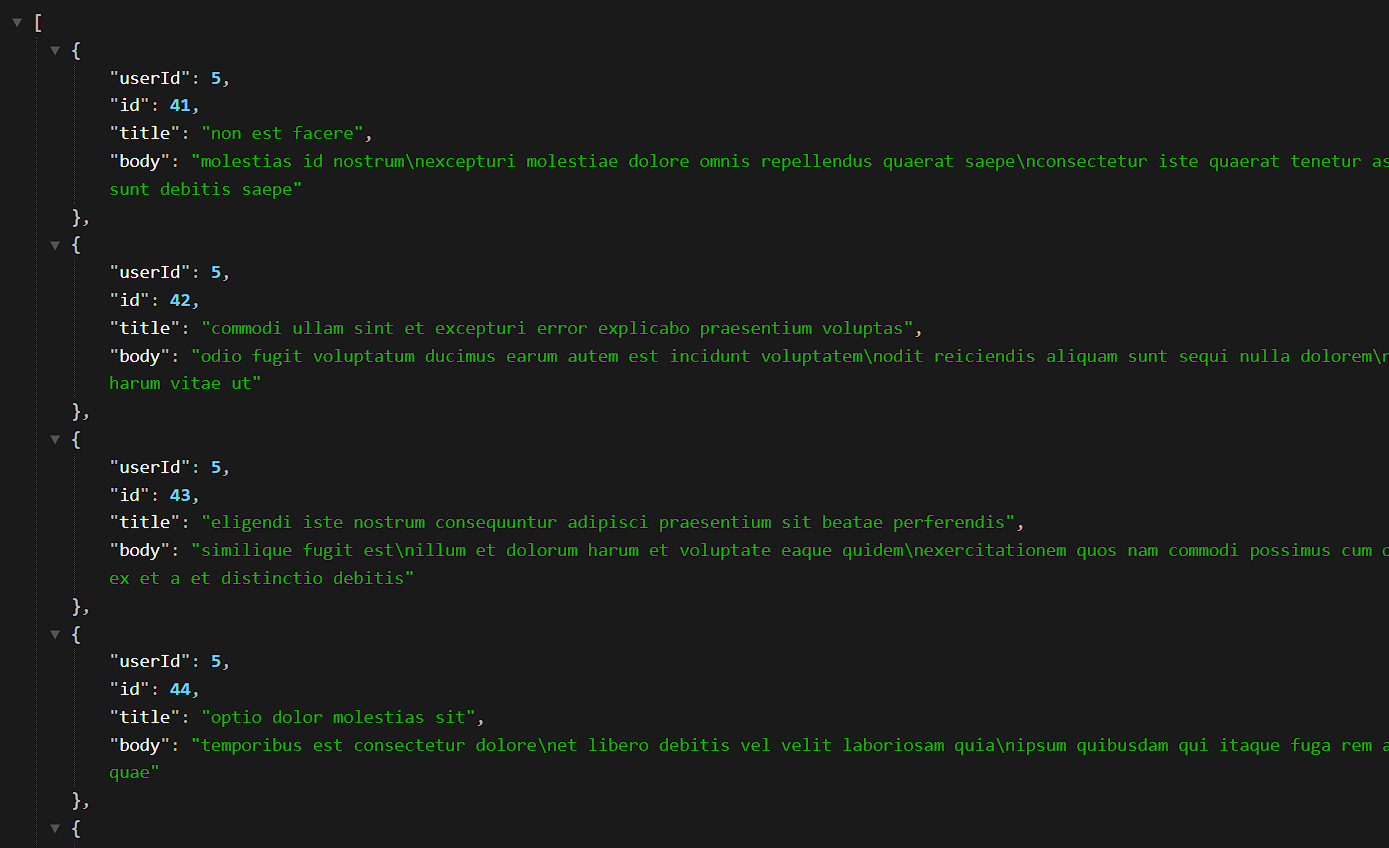 [
{
"userId": 5,
"id": 41,
"title": "non est facere",
"body": "molestias id nostrum\nexcepturi molestiae dolore omnis repellendus quaerat saepe\nconsectetur iste quaerat tenetur
sunt debitis saepe"
},
{
"userId": 5,
"id": 42,
"title": "commodi ullam sint et excepturi error explicabo praesentium voluptas",
"body": "odio fugit voluptatum ducimus earum autem est incidunt voluptatem\nodit reiciendis aliquam sunt sequi nulla dolorem
harum vitae ut"
},
{
"userId": 5,
"id": 43,
"title": "eligendi iste nostrum consequuntur adipisci praesentium sit beatae perferendis",
"body": "similique fugit est\nillum et dolorum harum et voluptate eaque quidem\nexercitationem quos nam commodi possimus cum
ex et a et distinctio debitis"
},
{
"userId": 5,
"id": 44,
"title": "optio dolor molestias sit",
"body": "temporibus est consectetur dolore\net libero debitis vel velit laboriosam quia\nipsum quibusdam qui itaque fuga rem
quae"
},
{